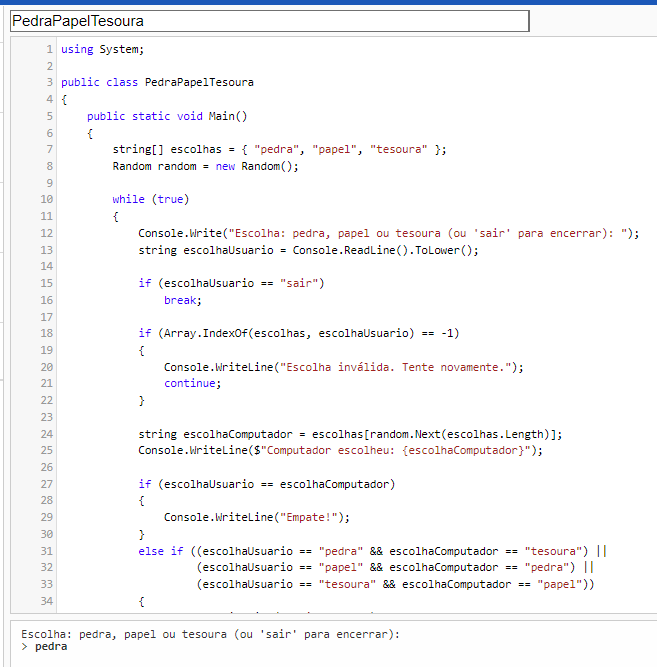 PedraPapelTesoura
1 using System;
2
3 public class PedraPapelTesoura
4 {
5     public static void Main()
6     {
7         string[] escolhas = { "pedra", "papel", "tesoura" };
8         Random random = new Random();
9
10         while (true)
11         {
12             Console.Write("Escolha: pedra, papel ou tesoura (ou 'sair' para encerrar): ");
13             string escolhaUsuario = Console.ReadLine().ToLower();
14
15             if (escolhaUsuario == "sair")
16                 break;
17
18             if (Array.IndexOf(escolhas, escolhaUsuario) == -1)
19             {
20                 Console.WriteLine("Escolha inválida. Tente novamente.");
21                 continue;
22             }
23
24             string escolhaComputador = escolhas[random.Next(escolhas.Length)];
25             Console.WriteLine($"Computador escolheu: {escolhaComputador}");
26
27             if (escolhaUsuario == escolhaComputador)
28             {
29                 Console.WriteLine("Empate!");
30             }
31             else if ((escolhaUsuario == "pedra" && escolhaComputador == "tesoura") ||
32                      (escolhaUsuario == "papel" && escolhaComputador == "pedra") ||
33                      (escolhaUsuario == "tesoura" && escolhaComputador == "papel"))
34             {
Escolha: pedra, papel ou tesoura (ou 'sair' para encerrar):
> pedra